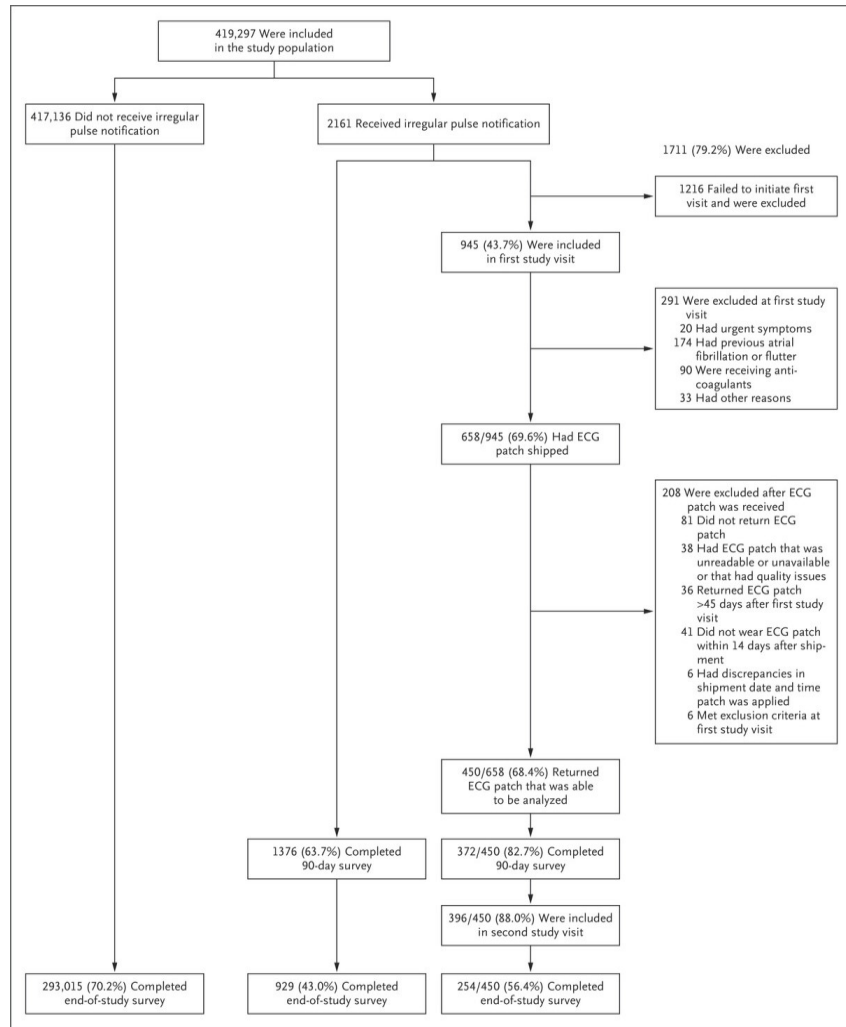 419,297 Were included
in the study population
417,136 Did not receive irregular
pulse notification
2161 Received irregular pulse notification
1711 (79.2%) Were excluded
1216 Failed to initiate first
visit and were excluded
945 (43.7%) Were included
in first study visit
291 Were excluded at first study
visit
20 Had urgent symptoms
174 Had previous atrial
fibrillation or flutter
90 Were receiving anti-
coagulants
33 Had other reasons
658/945 (69.6%) Had ECG
patch shipped
208 Were excluded after ECG
patch was received
81 Did not return ECG
patch
38 Had ECG patch that was
unreadable or unavailable
or that had quality issues
36 Returned ECG patch
>45 days after first study
visit
41 Did not wear ECG patch
within 14 days after ship-
ment
6 Had discrepancies in
shipment date and time
patch was applied
6 Met exclusion criteria at
first study visit
450/658 (68.4%) Returned
ECG patch that was able
to be analyzed
1376 (63.7%) Completed
90-day survey
372/450 (82.7%) Completed
90-day survey
396/450 (88.0%) Were included
in second study visit
293,015 (70.2%) Completed
end-of-study survey
929 (43.0%) Completed
end-of-study survey
254/450 (56.4%) Completed
end-of-study survey